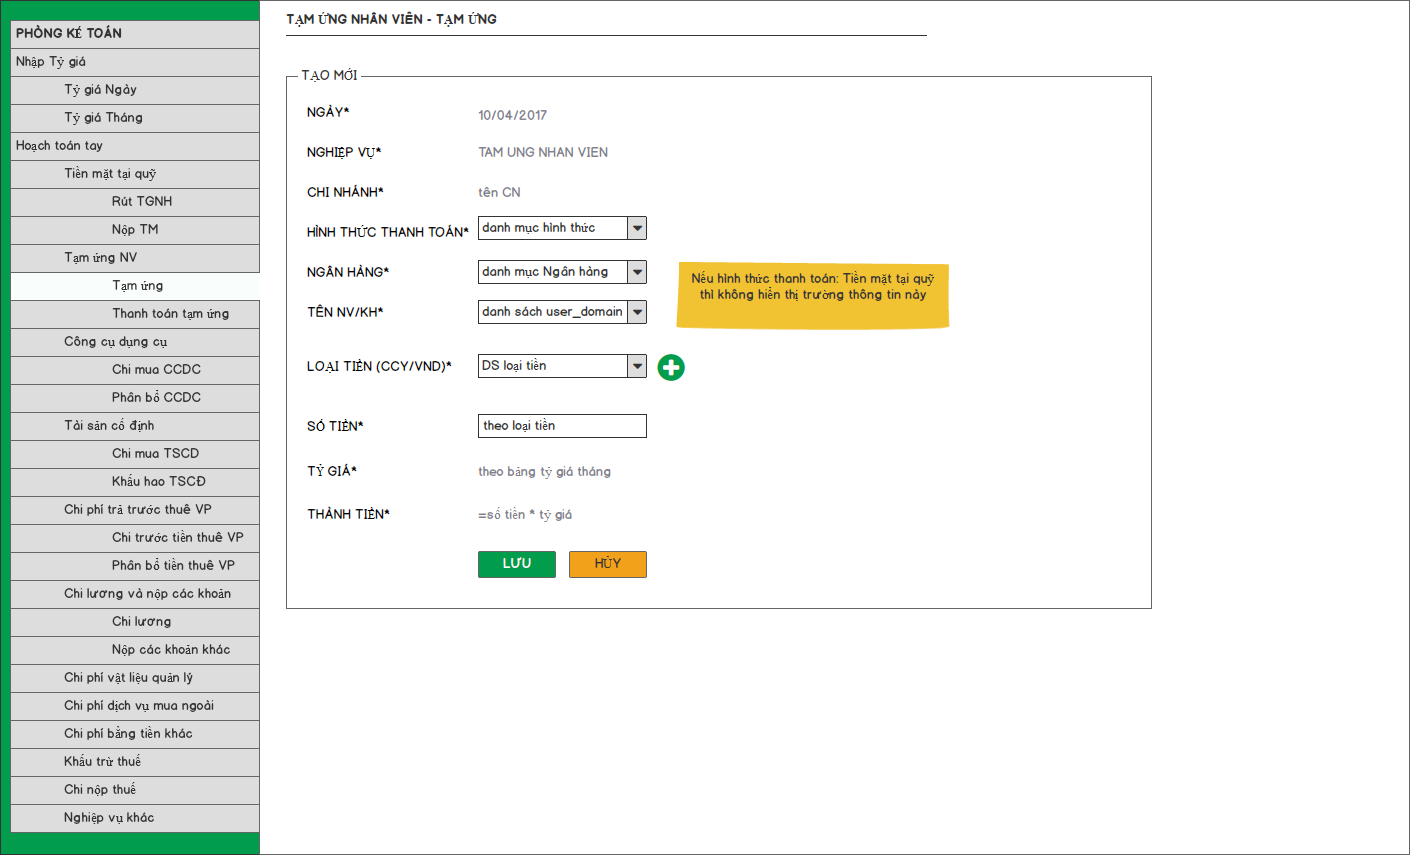 PHÒNG KẾ TOÁN
Nhập Tỷ giá
Tỷ giá Ngày
Tỷ giá Tháng
Hoạch toán tay
Tiền mặt tại quỹ
Rút TGNH
Nộp TM
Tạm ứng NV
Tạm ứng
Thanh toán tạm ứng
Công cụ dụng cụ
Chi mua CCDC
Phân bổ CCDC
Tài sản cố định
Chi mua TSCD
Khấu hao TSCĐ
Chi phí trả trước thuê VP
Chi trước tiền thuê VP
Phân bổ tiền thuê VP
Chi lương và nộp các khoản
Chi lương
Nộp các khoản khác
Chi phí vật liệu quản lý
Chi phí dịch vụ mua ngoài
Chi phí bằng tiền khác
Khấu trừ thuế
Chi nộp thuế
Nghiệp vụ khác
TẠM ỨNG NHÂN VIÊN - TẠM ỨNG
TẠO MỚI
NGÀY* 10/04/2017
NGHIỆP VỤ* TAM UNG NHAN VIEN
CHI NHÁNH* tên CN
HÌNH THỨC THANH TOÁN* danh mục hình thức
NGÂN HÀNG* danh mục Ngân hàng
Nếu hình thức thanh toán: Tiền mặt tại quỹ
thì không hiển thị trường thông tin này
TÊN NV/KH* danh sách user_domain
LOẠI TIỀN (CCY/VND)* DS loại tiền
SỐ TIỀN* theo loại tiền
TỶ GIÁ* theo bảng tỷ giá tháng
THÀNH TIỀN* =số tiền * tỷ giá
LƯU HỦY